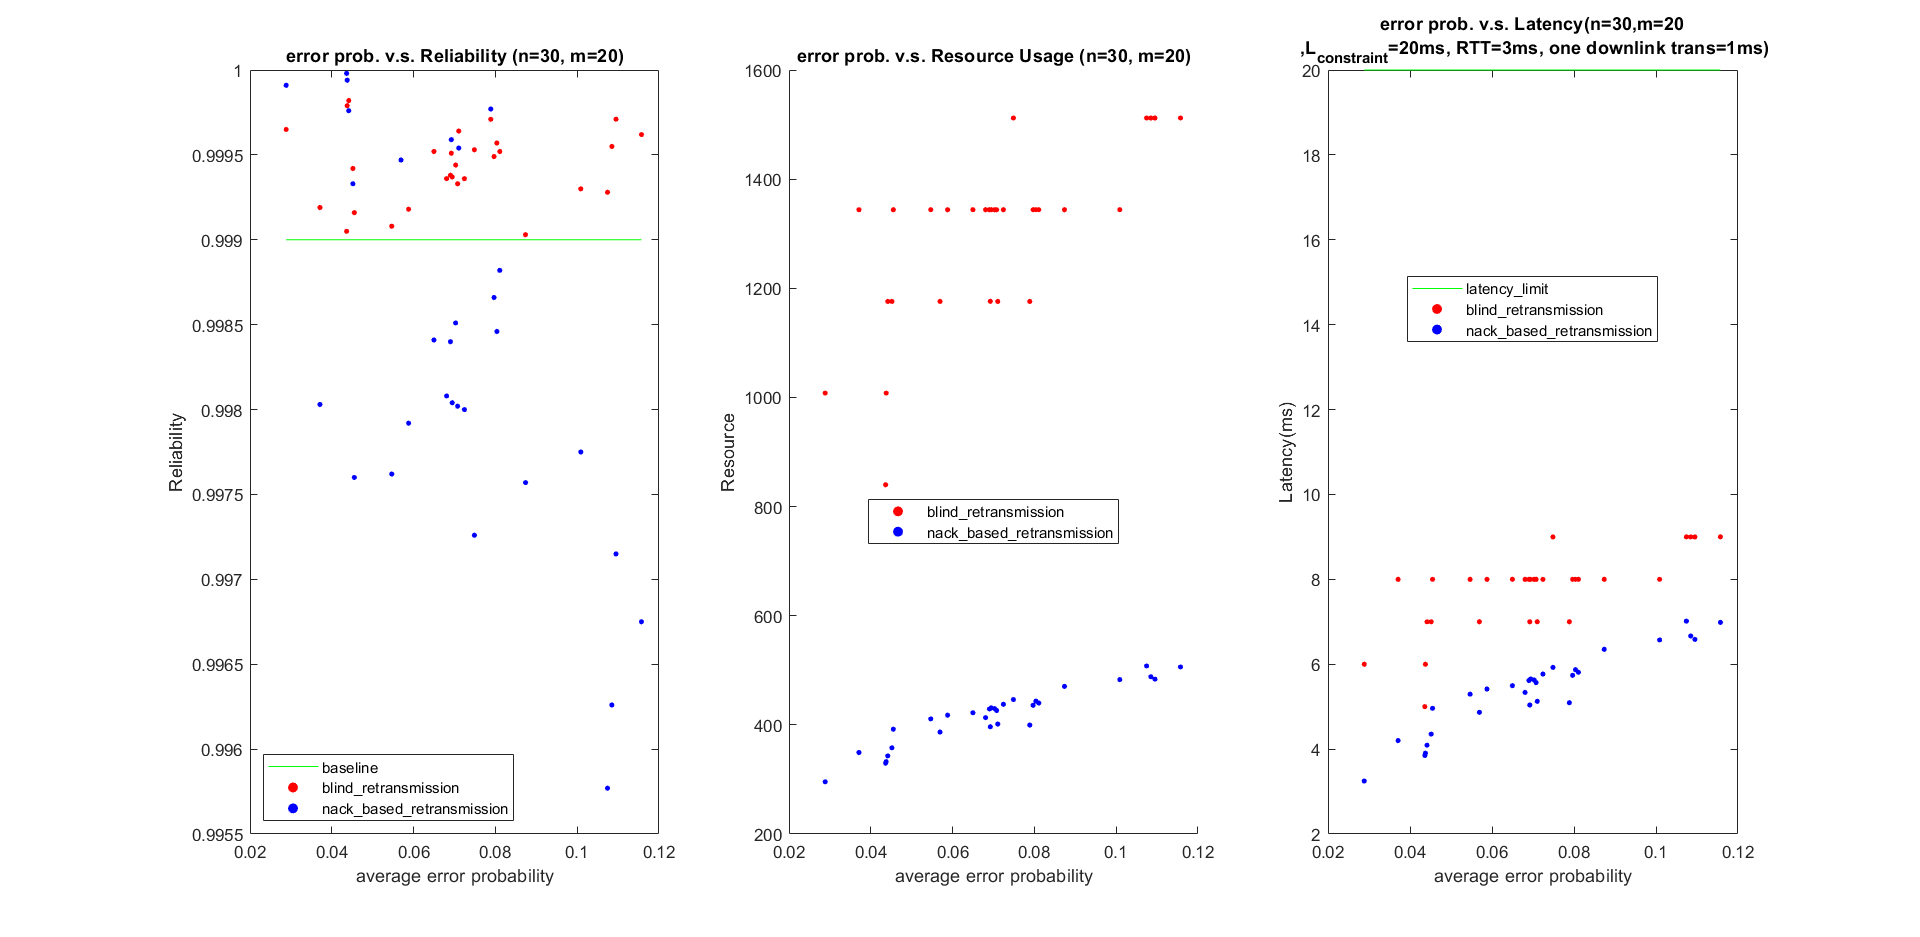 error prob. v.s. Reliability (n=30, m=20)
1
0.9995
0.999
0.9985
0.998
0.9975
0.997
0.9965
0.996
0.9955
Reliability
baseline
blind_retransmission
nack_based_retransmission
0.02 0.04 0.06 0.08 0.1 0.12
average error probability
error prob. v.s. Resource Usage (n=30, m=20)
1600
1400
1200
1000
800
600
400
200
Resource
blind_retransmission
nack_based_retransmission
0.02 0.04 0.06 0.08 0.1 0.12
average error probability
error prob. v.s. Latency(n=30,m=20
,Lconstraint=20ms, RTT=3ms, one downlink trans=1ms)
20
18
16
14
12
10
8
6
4
2
Latency(ms)
latency_limit
blind_retransmission
nack_based_retransmission
0.02 0.04 0.06 0.08 0.1 0.12
average error probability